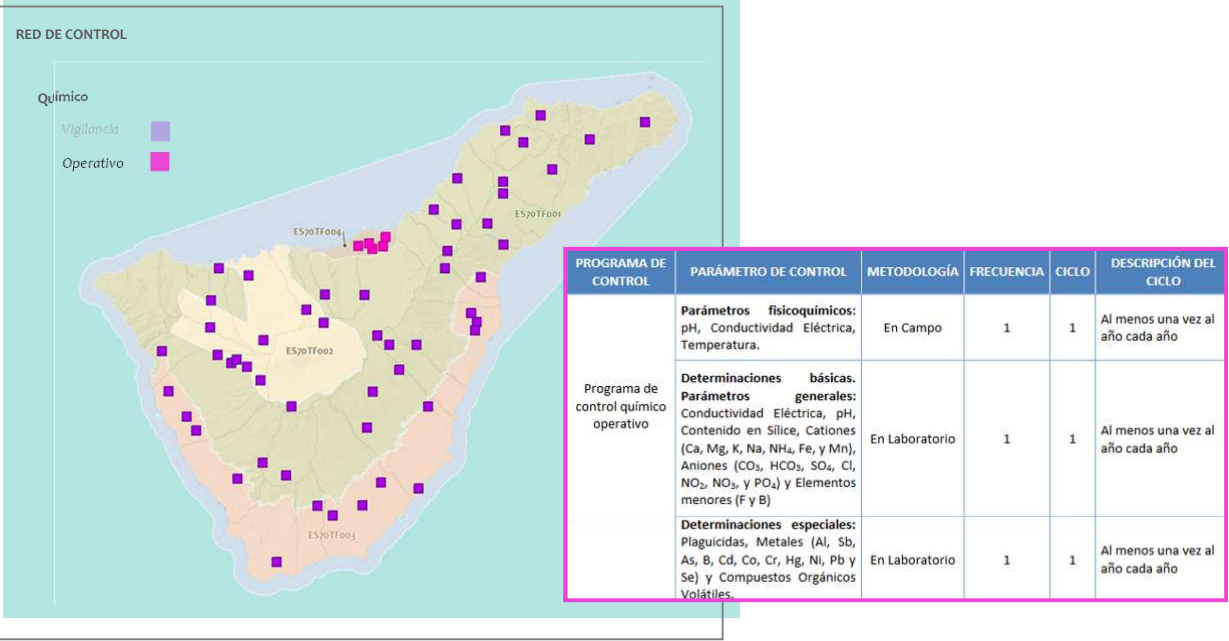 RED DE CONTROL
Químico
Vigilancia
Operativo
ES70TF001
ES70TF004
ES70TF002
ES70TF003
PROGRAMA DE
CONTROL
PARÁMETRO DE CONTROL
METODOLOGÍA
FRECUENCIA
CICLO
DESCRIPCIÓN DEL
CICLO
Programa de
control químico
operativo
Parámetros fisicoquímicos:
pH, Conductividad Eléctrica,
Temperatura.
En Campo
1
1
Al menos una vez al
año cada año
Determinaciones básicas.
Parámetros generales:
Conductividad Eléctrica, pH,
Contenido en Sílice, Cationes
(Ca, Mg, K, Na, NH₄, Fe, y Mn),
Aniones (CO₃, HCO₃, SO₄, Cl,
NO₂, NO₃, y PO₄) y Elementos
menores (F y B)
En Laboratorio
1
1
Al menos una vez al
año cada año
Determinaciones especiales:
Plaguicidas, Metales (Al, Sb,
As, B, Cd, Co, Cr, Hg, Ni, Pb y
Se) y Compuestos Orgánicos
Volátiles.
En Laboratorio
1
1
Al menos una vez al
año cada año